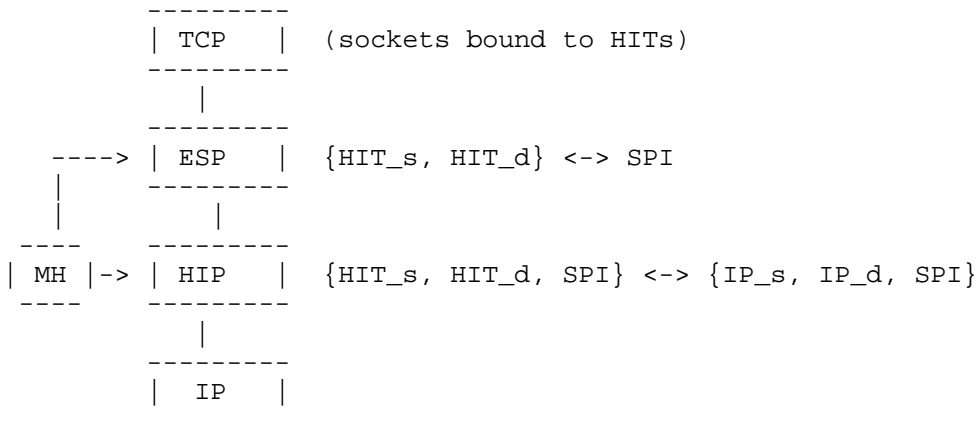 TCP (sockets bound to HITs)
----> ESP {HIT_s, HIT_d} <-> SPI
MH -> HIP {HIT_s, HIT_d, SPI} <-> {IP_s, IP_d, SPI}
IP